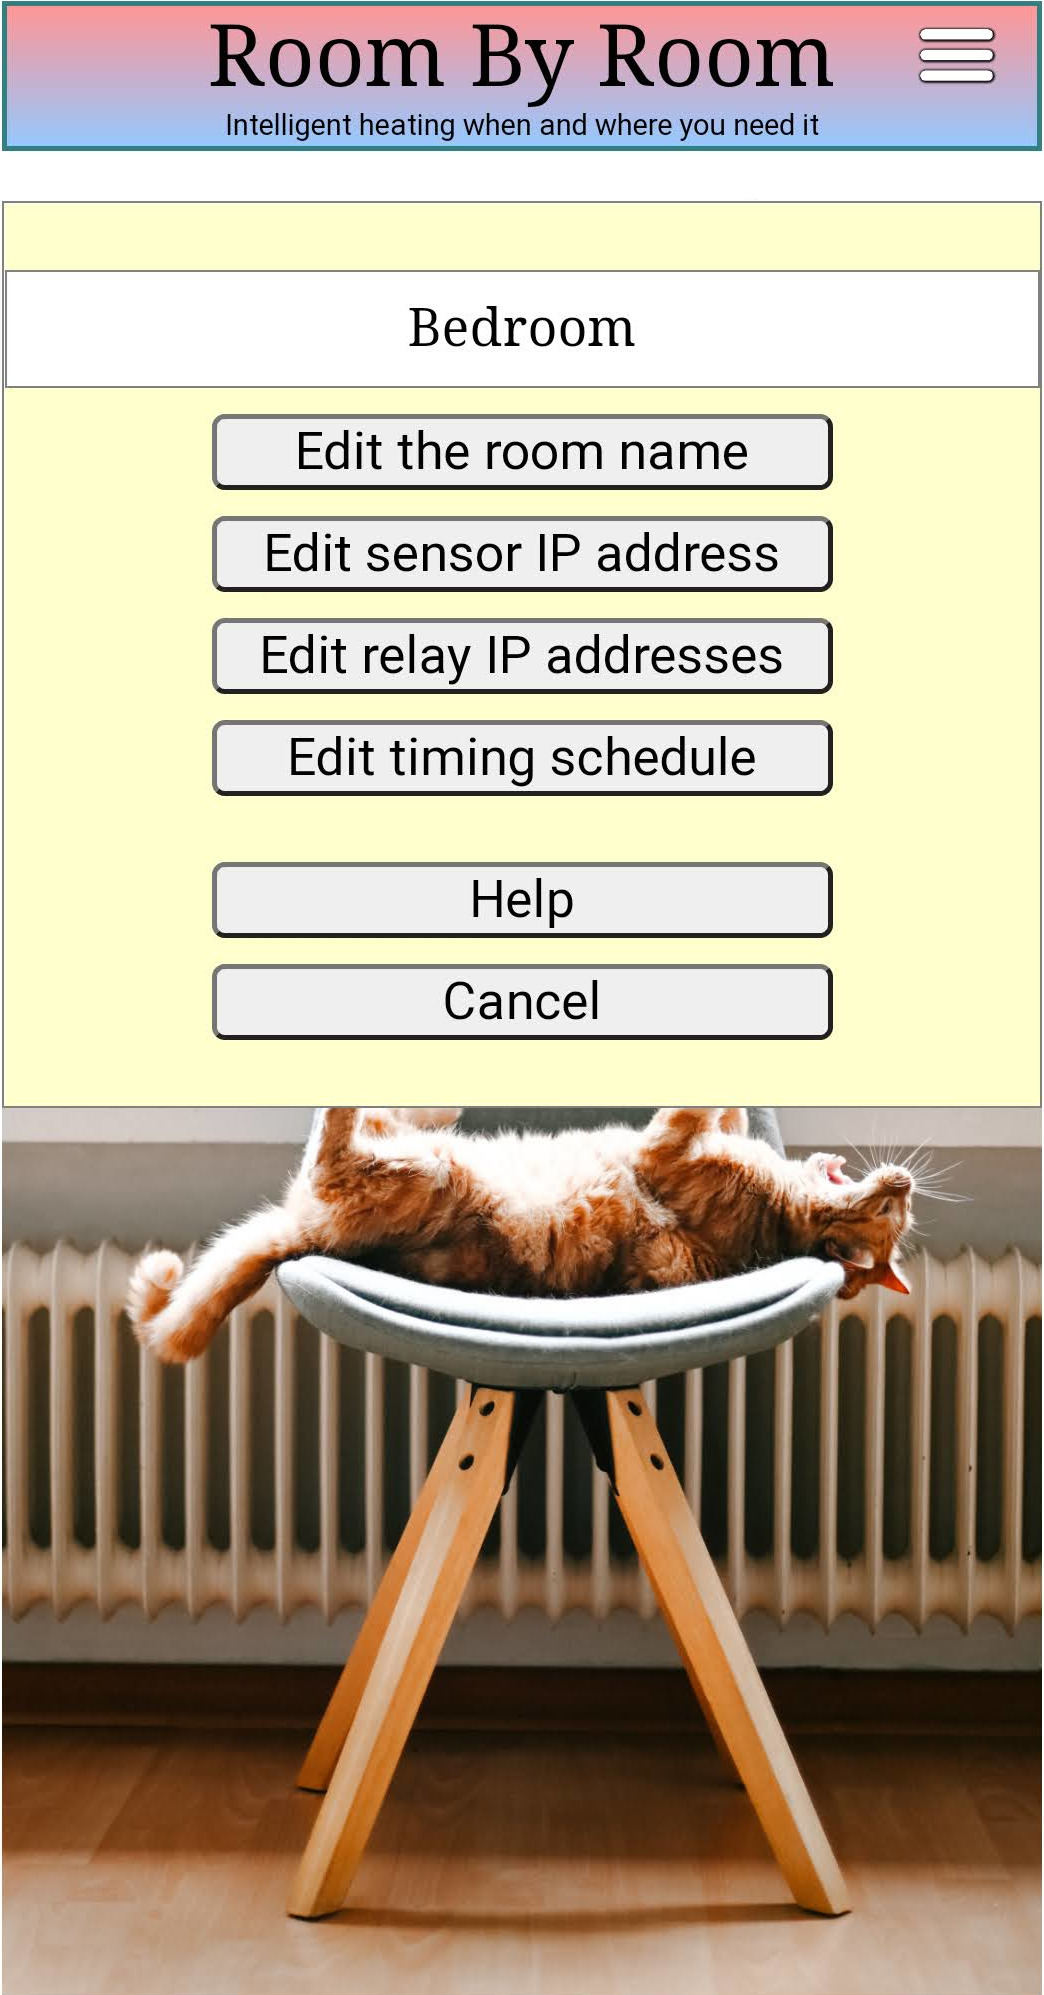 Room By Room
Intelligent heating when and where you need it
Bedroom
Edit the room name
Edit sensor IP address
Edit relay IP addresses
Edit timing schedule
Help
Cancel